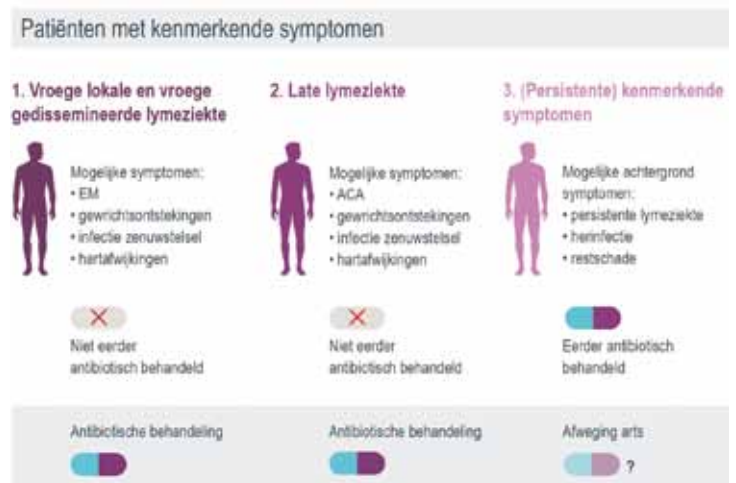 Patiënten met kenmerkende symptomen
1. Vroege lokale en vroege
gedissemineerde lymeziekte
Mogelijke symptomen:
• EM
• gewrichtsontstekingen
• infectie zenuwstelsel
• hartafwijkingen
Niet eerder
antibiotisch behandeld
Antibiotische behandeling
2. Late lymeziekte
Mogelijke symptomen:
• ACA
• gewrichtsontstekingen
• infectie zenuwstelsel
• hartafwijkingen
Niet eerder
antibiotisch behandeld
Antibiotische behandeling
3. (Persistente) kenmerkende
symptomen
Mogelijke achtergrond
symptomen:
• persistente lymeziekte
• herinfectie
• restschade
Eerder antibiotisch
behandeld
Afweging arts
?